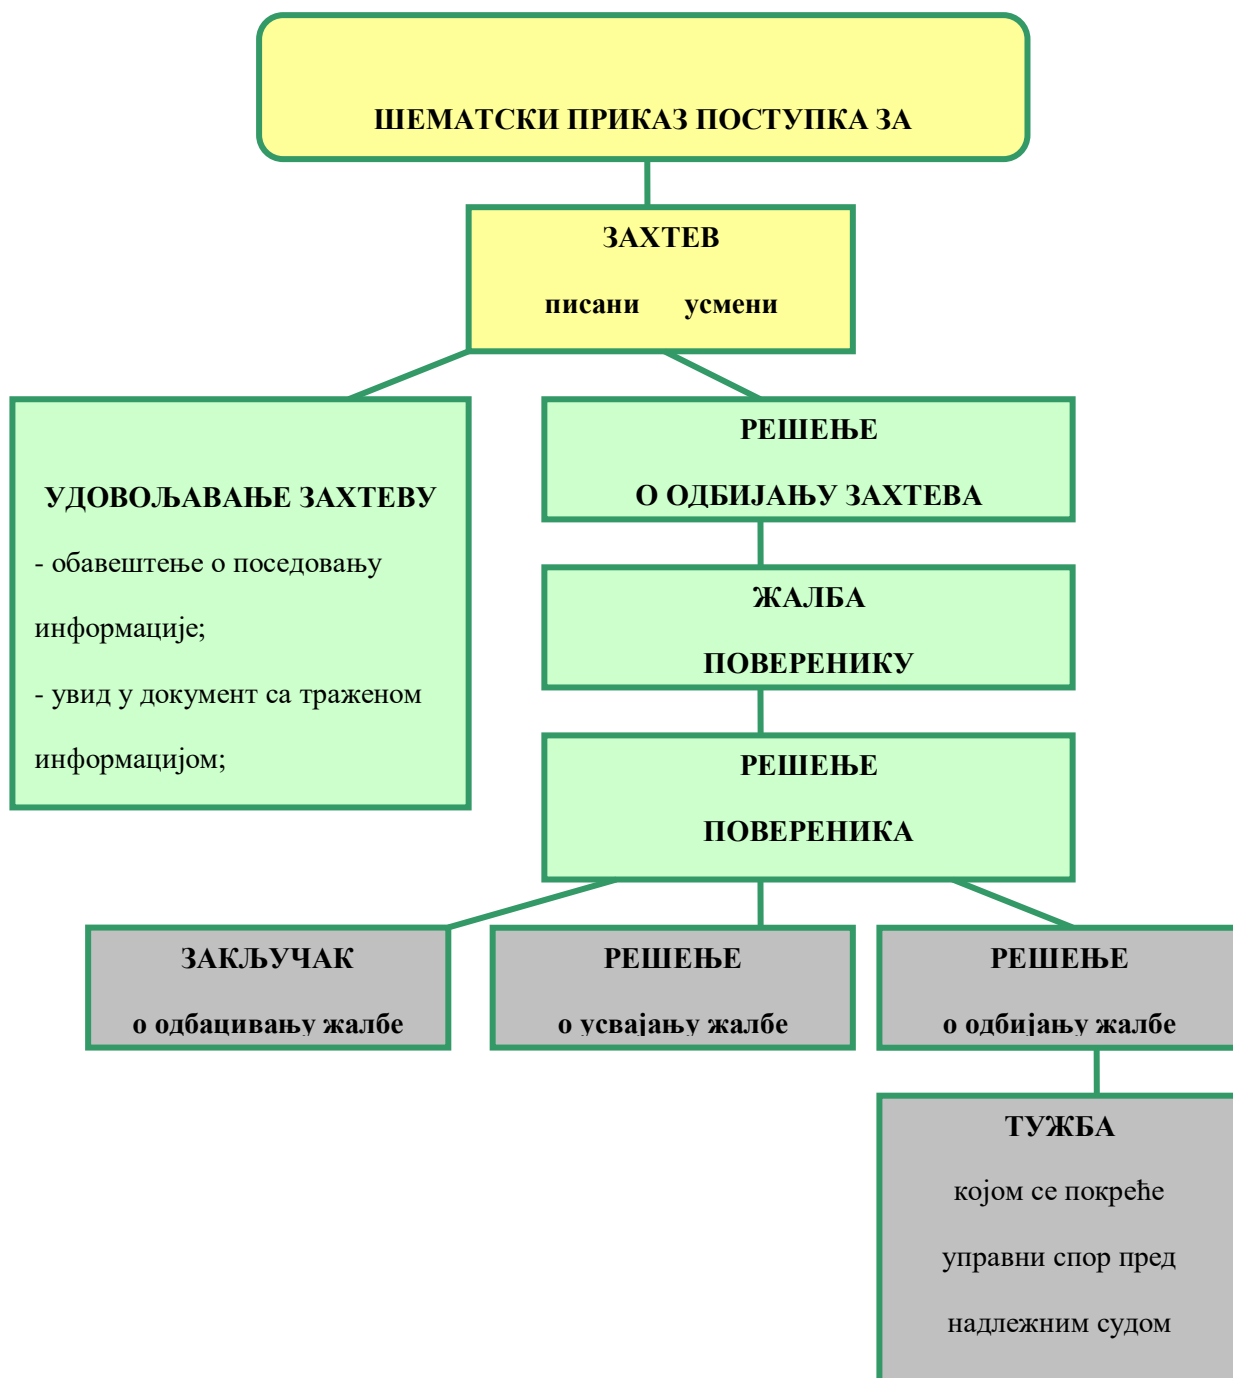 ШЕМАТСКИ ПРИКАЗ ПОСТУПКА ЗА
ЗАХТЕВ
писани усмени
УДОВОЉАВАЊЕ ЗАХТЕВУ
- обавештење о поседовању
информације;
- увид у документ са траженом
информацијом;
РЕШЕЊЕ
О ОДБИЈАЊУ ЗАХТЕВА
ЖАЛБА
ПОВЕРЕНИКУ
РЕШЕЊЕ
ПОВЕРЕНИКА
ЗАКЉУЧАК
о одбацивању жалбе
РЕШЕЊЕ
о усвајању жалбе
РЕШЕЊЕ
о одбијању жалбе
ТУЖБА
којом се покреће
управни спор пред
надлежним судом